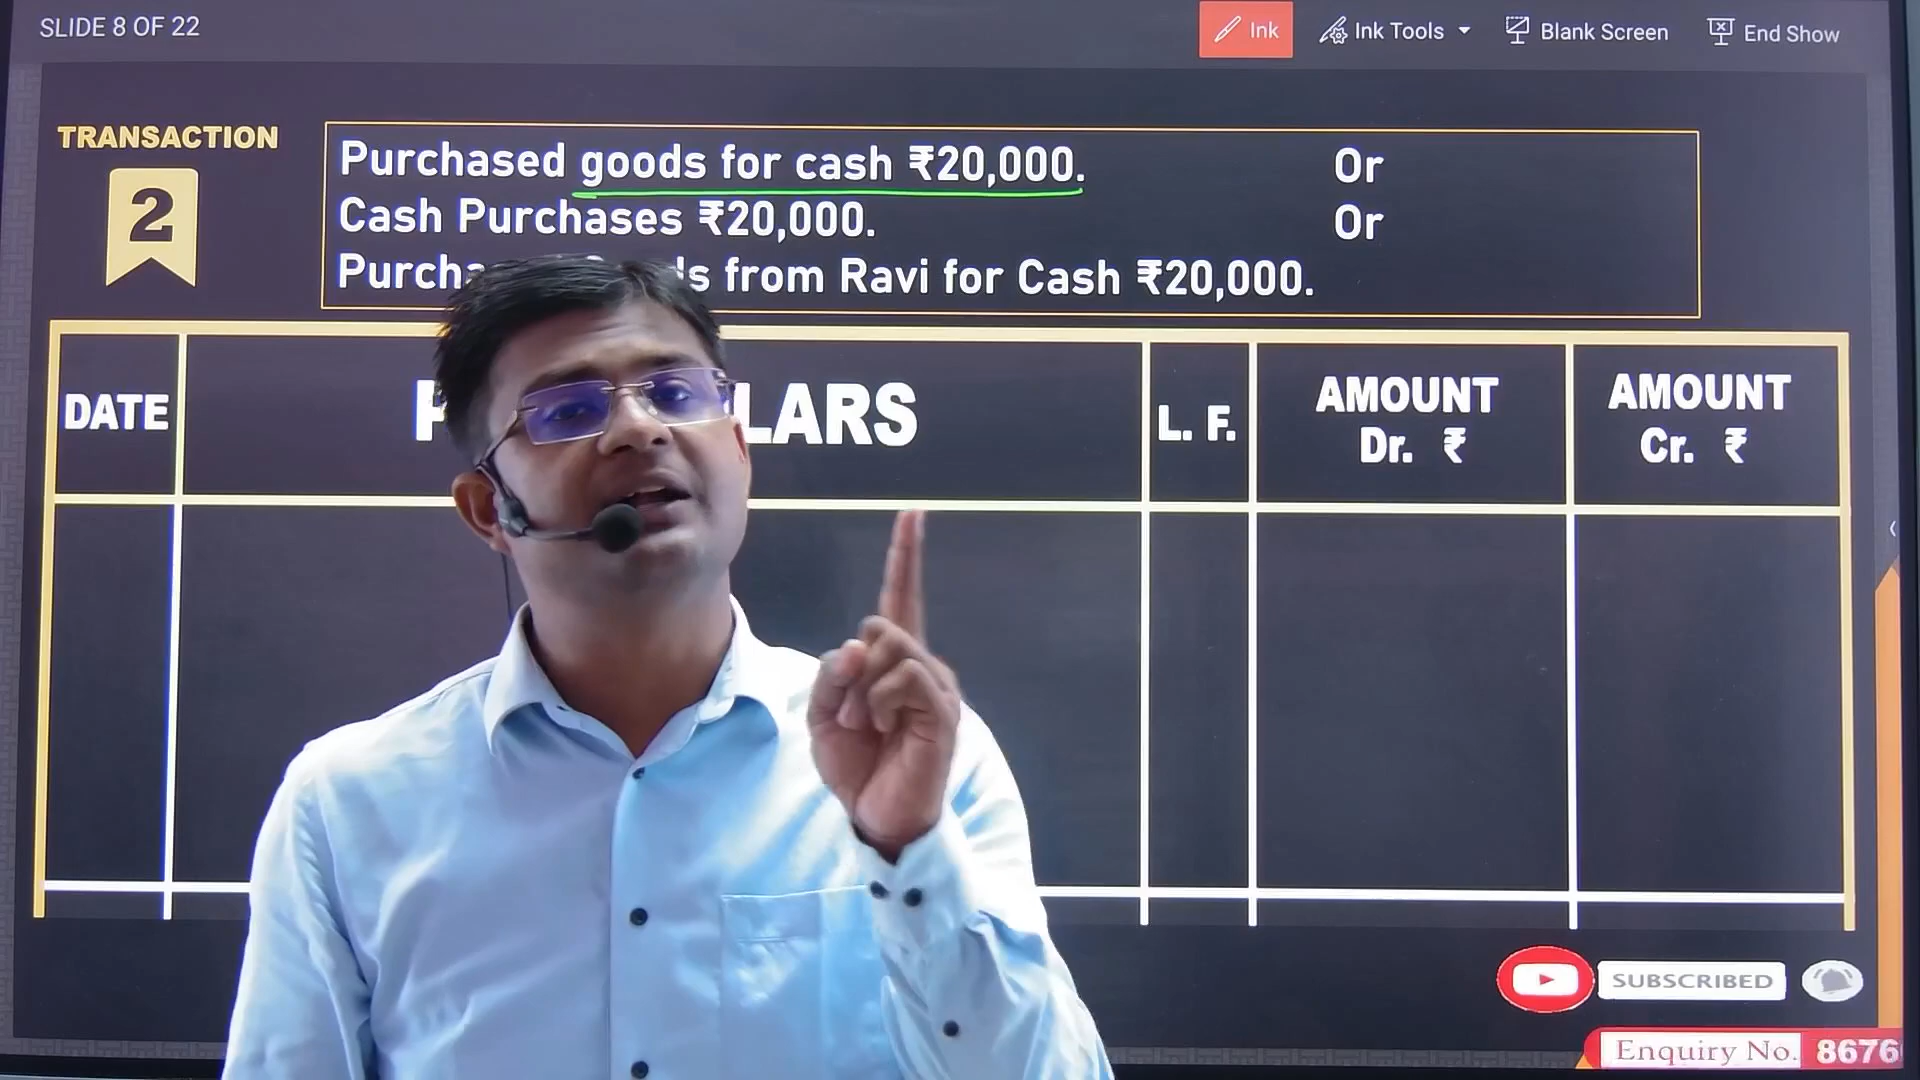 SLIDE 8 OF 22
Ink
Ink Tools
Blank Screen
End Show
TRANSACTION
2
Purchased goods for cash ₹20,000. Or
Cash Purchases ₹20,000. Or
from Ravi for Cash ₹20,000.
DATE
L. F.
AMOUNT
Dr. ₹
AMOUNT
Cr. ₹
SUBSCRIBED
Enquiry No. 8676